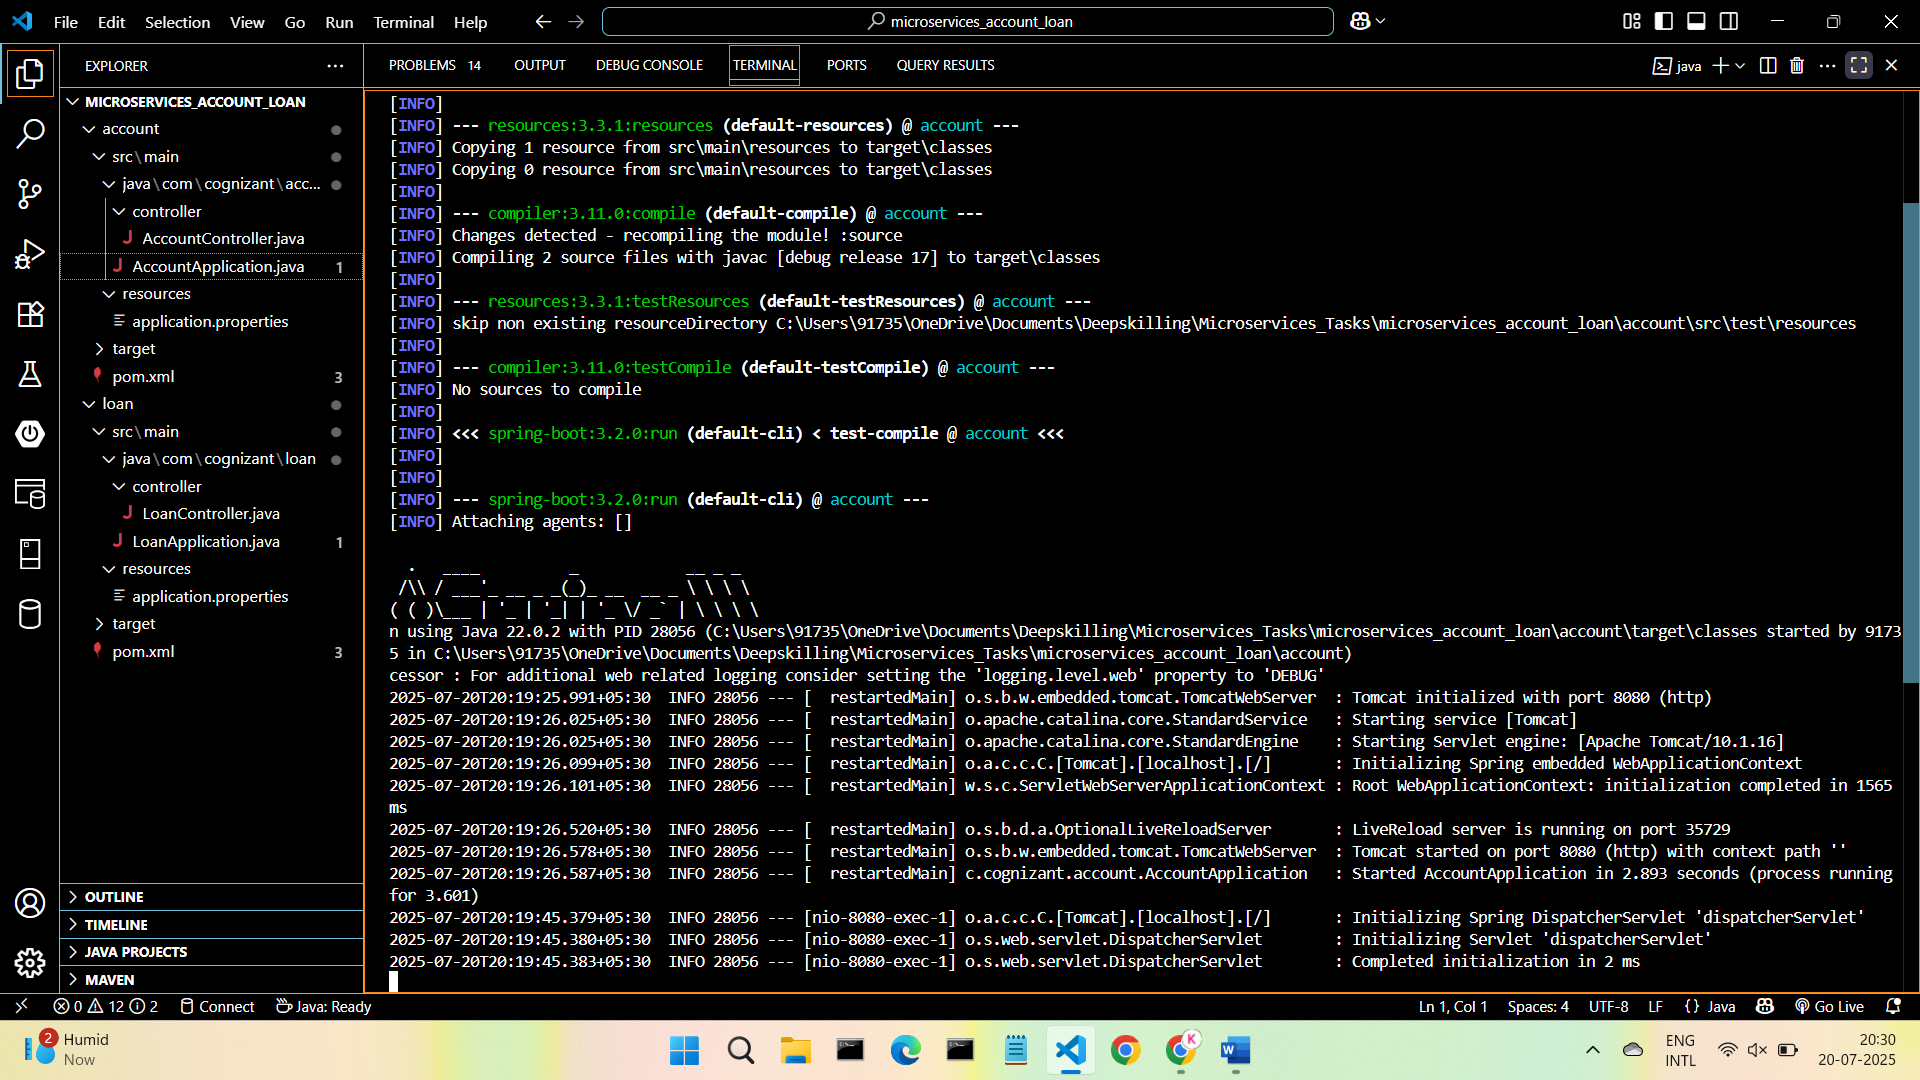 File Edit Selection View Go Run Terminal Help
microservices_account_loan
EXPLORER
PROBLEMS 14 OUTPUT DEBUG CONSOLE TERMINAL PORTS QUERY RESULTS
java
MICROSERVICES_ACCOUNT_LOAN
account
src\main
java\com\cognizant\acc...
controller
AccountController.java
AccountApplication.java 1
resources
application.properties
target
pom.xml 3
loan
src\main
java\com\cognizant\loan
controller
LoanController.java
LoanApplication.java 1
resources
application.properties
target
pom.xml 3
OUTLINE
TIMELINE
JAVA PROJECTS
MAVEN
[INFO]
[INFO] --- resources:3.3.1:resources (default-resources) @ account ---
[INFO] Copying 1 resource from src\main\resources to target\classes
[INFO] Copying 0 resource from src\main\resources to target\classes
[INFO]
[INFO] --- compiler:3.11.0:compile (default-compile) @ account ---
[INFO] Changes detected - recompiling the module! :source
[INFO] Compiling 2 source files with javac [debug release 17] to target\classes
[INFO]
[INFO] --- resources:3.3.1:testResources (default-testResources) @ account ---
[INFO] skip non existing resourceDirectory C:\Users\91735\OneDrive\Documents\Deepskilling\Microservices_Tasks\microservices_account_loan\account\src\test\resources
[INFO]
[INFO] --- compiler:3.11.0:testCompile (default-testCompile) @ account ---
[INFO] No sources to compile
[INFO]
[INFO] <<< spring-boot:3.2.0:run (default-cli) < test-compile @ account <<<
[INFO]
[INFO]
[INFO] --- spring-boot:3.2.0:run (default-cli) @ account ---
[INFO] Attaching agents: []
  .   ____          _            __ _ _
 /\\ / ___'_ __ _ _(_)_ __  __ _ \ \ \ \
( ( )\___ | '_ | '_| | '_ \/ _` | \ \ \ \
n using Java 22.0.2 with PID 28056 (C:\Users\91735\OneDrive\Documents\Deepskilling\Microservices_Tasks\microservices_account_loan\account\target\classes started by 9173
5 in C:\Users\91735\OneDrive\Documents\Deepskilling\Microservices_Tasks\microservices_account_loan\account)
cessor : For additional web related logging consider setting the 'logging.level.web' property to 'DEBUG'
2025-07-20T20:19:25.991+05:30  INFO 28056 --- [  restartedMain] o.s.b.w.embedded.tomcat.TomcatWebServer  : Tomcat initialized with port 8080 (http)
2025-07-20T20:19:26.025+05:30  INFO 28056 --- [  restartedMain] o.apache.catalina.core.StandardService   : Starting service [Tomcat]
2025-07-20T20:19:26.025+05:30  INFO 28056 --- [  restartedMain] o.apache.catalina.core.StandardEngine    : Starting Servlet engine: [Apache Tomcat/10.1.16]
2025-07-20T20:19:26.099+05:30  INFO 28056 --- [  restartedMain] o.a.c.c.C.[Tomcat].[localhost].[/]       : Initializing Spring embedded WebApplicationContext
2025-07-20T20:19:26.101+05:30  INFO 28056 --- [  restartedMain] w.s.c.ServletWebServerApplicationContext : Root WebApplicationContext: initialization completed in 1565
ms
2025-07-20T20:19:26.520+05:30  INFO 28056 --- [  restartedMain] o.s.b.d.a.OptionalLiveReloadServer       : LiveReload server is running on port 35729
2025-07-20T20:19:26.578+05:30  INFO 28056 --- [  restartedMain] o.s.b.w.embedded.tomcat.TomcatWebServer  : Tomcat started on port 8080 (http) with context path ''
2025-07-20T20:19:26.587+05:30  INFO 28056 --- [  restartedMain] c.cognizant.account.AccountApplication   : Started AccountApplication in 2.893 seconds (process running
for 3.601)
2025-07-20T20:19:45.379+05:30  INFO 28056 --- [nio-8080-exec-1] o.a.c.c.C.[Tomcat].[localhost].[/]       : Initializing Spring DispatcherServlet 'dispatcherServlet'
2025-07-20T20:19:45.380+05:30  INFO 28056 --- [nio-8080-exec-1] o.s.web.servlet.DispatcherServlet        : Initializing Servlet 'dispatcherServlet'
2025-07-20T20:19:45.383+05:30  INFO 28056 --- [nio-8080-exec-1] o.s.web.servlet.DispatcherServlet        : Completed initialization in 2 ms
0 12 2 Connect Java: Ready
Ln 1, Col 1 Spaces: 4 UTF-8 LF {} Java Go Live
2
Humid
Now
K
W
ENG
INTL
20:30
20-07-2025